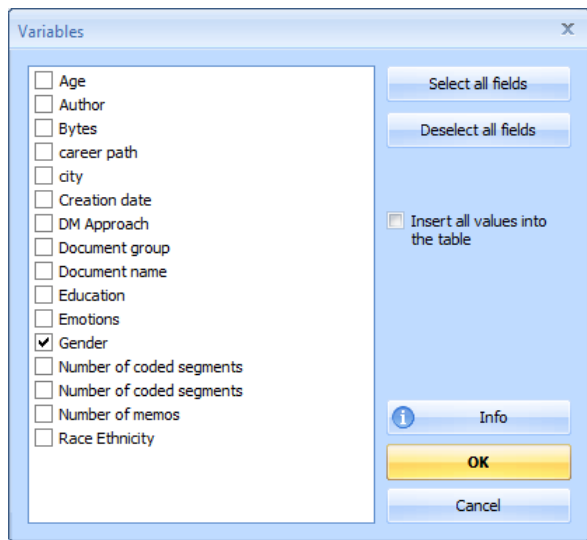 Variables
Age
Author
Bytes
career path
city
Creation date
DM Approach
Document group
Document name
Education
Emotions
Gender
Number of coded segments
Number of coded segments
Number of memos
Race Ethnicity
Select all fields
Deselect all fields
Insert all values into
the table
Info
OK
Cancel